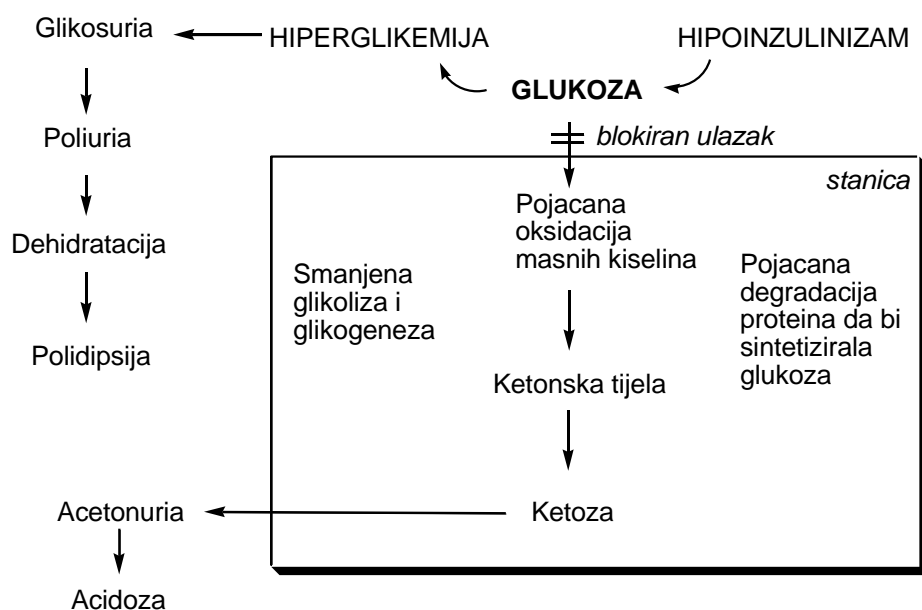 Glikosuria
HIPERGLIKEMIJA
HIPOINZULINIZAM
GLUKOZA
blokiran ulazak
Poliuria
stanica
Pojacana
oksidacija
masnih kiselina
Dehidratacija
Smanjena
glikoliza i
glikogeneza
Pojacana
degradacija
proteina da bi
sintetizirala
glukoza
Polidipsija
Ketonska tijela
Acetonuria
Ketoza
Acidoza